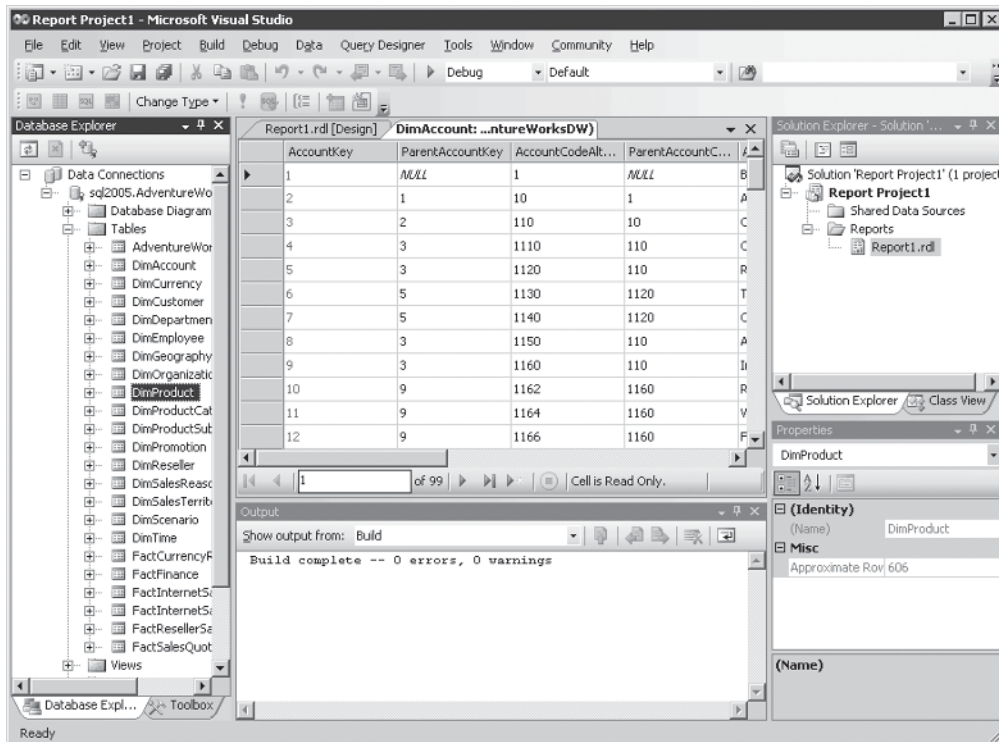 Report Project1 - Microsoft Visual Studio
File Edit View Project Build Debug Data Query Designer Tools Window Community Help
Debug Default
Change Type
Database Explorer
Data Connections
sql2005.AdventureWo
Database Diagram
Tables
AdventureWor
DimAccount
DimCurrency
DimCustomer
DimDepartmen
DimEmployee
DimGeography
DimOrganizatic
DimProduct
DimProductCat
DimProductSub
DimPromotion
DimReseller
DimSalesReasc
DimSalesTerrit
DimScenario
DimTime
FactCurrencyR
FactFinance
FactInternetSa
FactInternetSa
FactResellerSa
FactSalesQuot
Views
Database Expl... Toolbox
Report1.rdl [Design] DimAccount: ...ntureWorksDW)
AccountKey ParentAccountKey AccountCodeAlt... ParentAccountC... A
1 NULL 1 NULL B
2 1 10 1 A
3 2 110 10 C
4 3 1110 110 C
5 3 1120 110 R
6 5 1130 1120 T
7 5 1140 1120 C
8 3 1150 110 A
9 3 1160 110 In
10 9 1162 1160 R
11 9 1164 1160 V
12 9 1166 1160 F
1 of 99 Cell is Read Only.
Output
Show output from: Build
Build complete -- 0 errors, 0 warnings
Solution Explorer - Solution '...
Solution 'Report Project1' (1 project
Report Project1
Shared Data Sources
Reports
Report1.rdl
Solution Explorer Class View
Properties
DimProduct
(Identity)
(Name) DimProduct
Misc
Approximate Row 606
(Name)
Ready